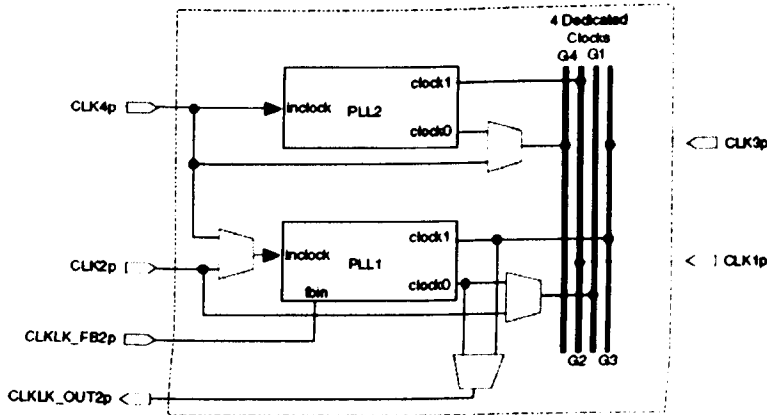 4 Dedicated
Clocks
G4 G1
CLK4p
inclock
PLL2
clock1
clock0
CLK3p
CLK2p
inclock
PLL1
clock1
clock0
fbin
CLK1p
CLKLK_FB2p
G2 G3
CLKLK_OUT2p